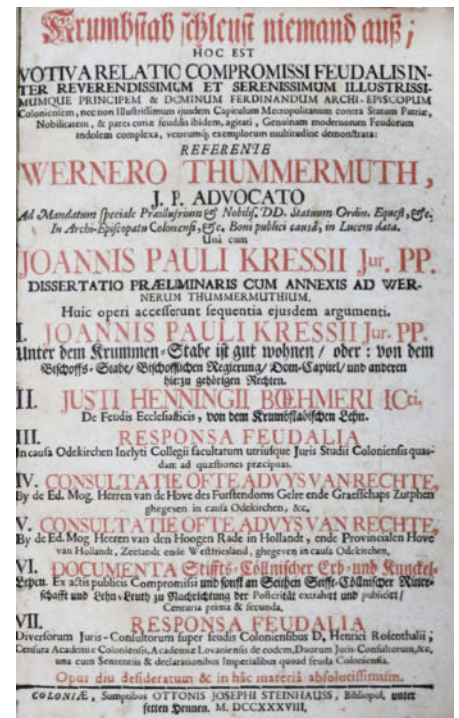 Krumbstab schleust niemand auß;
HOC EST
VOTIVA RELATIO COMPROMISSI FEUDALIS IN-
TER REVERENDISSIMUM ET SERENISSIMUM ILLUSTRISSI-
MUMQUE PRINCIPEM & DOMINUM FERDINANDUM ARCHI-EPISCOPUM
Coloniensem, nec non Illustrissimum ejusdem Capitulum Metropolitanum contra Statum Patriæ,
Nobilitatem, & pares curiæ feudalis ibidem, agitati, Genuinam modernorum Feudorum
indolem complexa, veorumq; exemplorum multitudine demonstrata:
REFERENTE
WERNERO THUMMERMUTH,
J. P. ADVOCATO
Ad Mandatum speciale Præillustrium & Nobiliss. DD. Statuum Ordin. Equest, &c,
In Archi-Episcopatu Coloniensi, &c, Boni publici causâ, in Lucem data.
Unà cum
JOANNIS PAULI KRESSII Jur. PP.
DISSERTATIO PRÆLIMINARIS CUM ANNEXIS AD WER-
NERUM THUMMERMUTHIUM.
Huic operi accesserunt sequentia ejusdem argumenti.
I. JOANNIS PAULI KRESSII Jur. PP.
Unter dem Krummen-Stabe ist gut wohnen / oder: von dem
Bischoffs-Stabe/ Bischofflichen Regierung/ Dom-Capitel/ und anderen
hierzu gehörigen Rechten.
II. JUSTI HENNINGII BŒHMERI ICti.
De Feudis Ecclesiasticis, von dem Krumbstabischen Lehn.
III. RESPONSA FEUDALIA
In causa Odekirchen Inclyti Collegii facultatum utriusque Juris Studii Coloniensis quas-
dam ad quæstiones præcipuas.
IV. CONSULTATIE OFTE ADVYS VAN RECHTE,
By de Ed. Mog. Herren van de Hove des Furstendoms Gelre ende Graefschaps Zutphen
ghegeven in causa Odekirchen, &c,
V. CONSULTATIE OFTE ADVYS VAN RECHTE,
By de Ed. Mog Heeren van den Hoogen Rade in Hollandt, ende Provincialen Hove
van Hollandt, Zeelandt ende Westfrieslandt, ghegeven in causa Odekirchen,
VI. DOCUMENTA Stiffts-Cöllnischer Erb- und Kunckel-
Lehen. Ex actis publicis Compromissi und sonst an Seithen Stifft-Cöllnischer Ritter-
schafft und Lehn-Leuth zu Nachrichtung der Posterität extrahirt und publiciet/
Centuria prima & secunda.
VII. RESPONSA FEUDALIA
Diversorum Juris-Consultorum super feudis Coloniensibus D, Henrici Rosenthalii;
Censura Academiæ Coloniensis, Academiæ Lovaniensis de eodem, Duorum Juris-Consultorum, &c,
una cum Sententiis & declarationibus Imperialibus quoad feuda Coloniensia.
Opus diu desideratum & in hâc materiâ absolutissimum.
COLONIÆ, Sumptibus OTTONIS JOSEPHI STEINHAUSS, Bibliopol, unter
fetten Hennen. M. DCCXXXVIII.